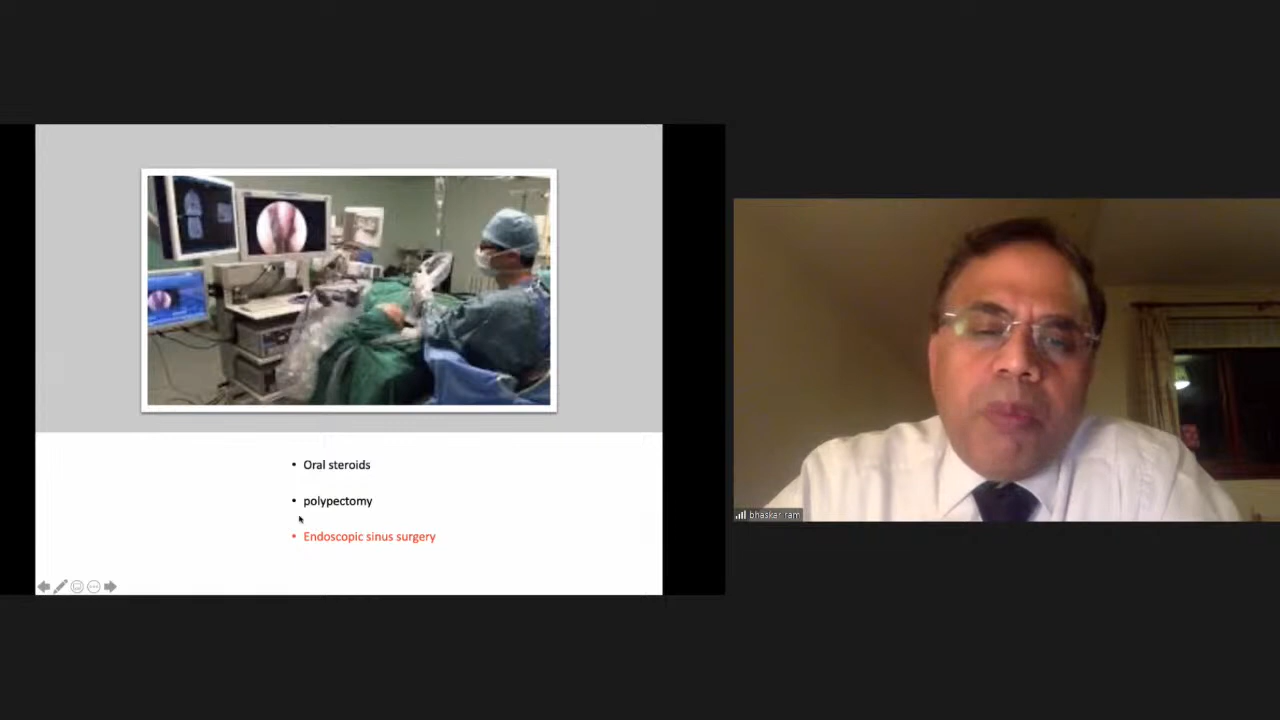 • Oral steroids
• polypectomy
• Endoscopic sinus surgery
bhaskar ram